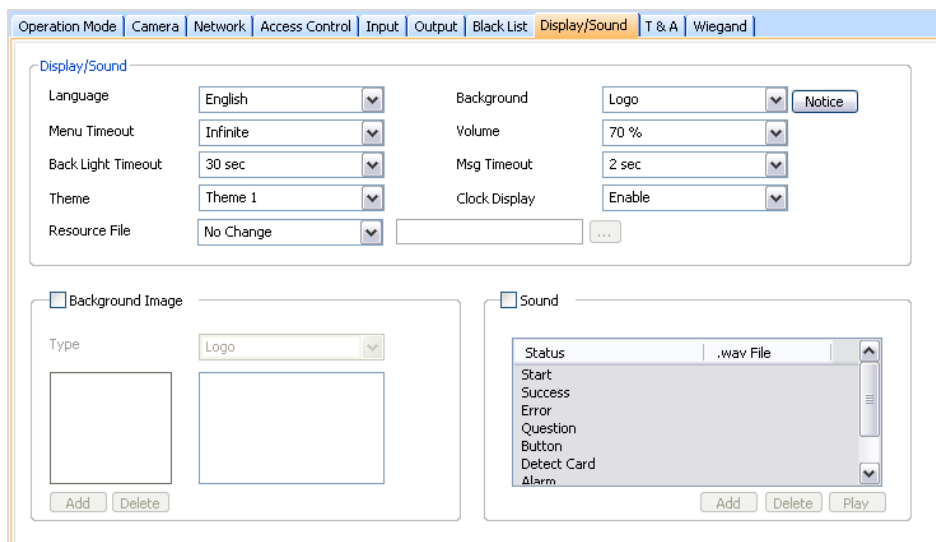 Operation Mode Camera Network Access Control Input Output Black List Display/Sound T & A Wiegand
Display/Sound
Language English Background Logo Notice
Menu Timeout Infinite Volume 70 %
Back Light Timeout 30 sec Msg Timeout 2 sec
Theme Theme 1 Clock Display Enable
Resource File No Change ...
Background Image
Type Logo
Add Delete
Sound
Status .wav File
Start
Success
Error
Question
Button
Detect Card
Alarm
Add Delete Play